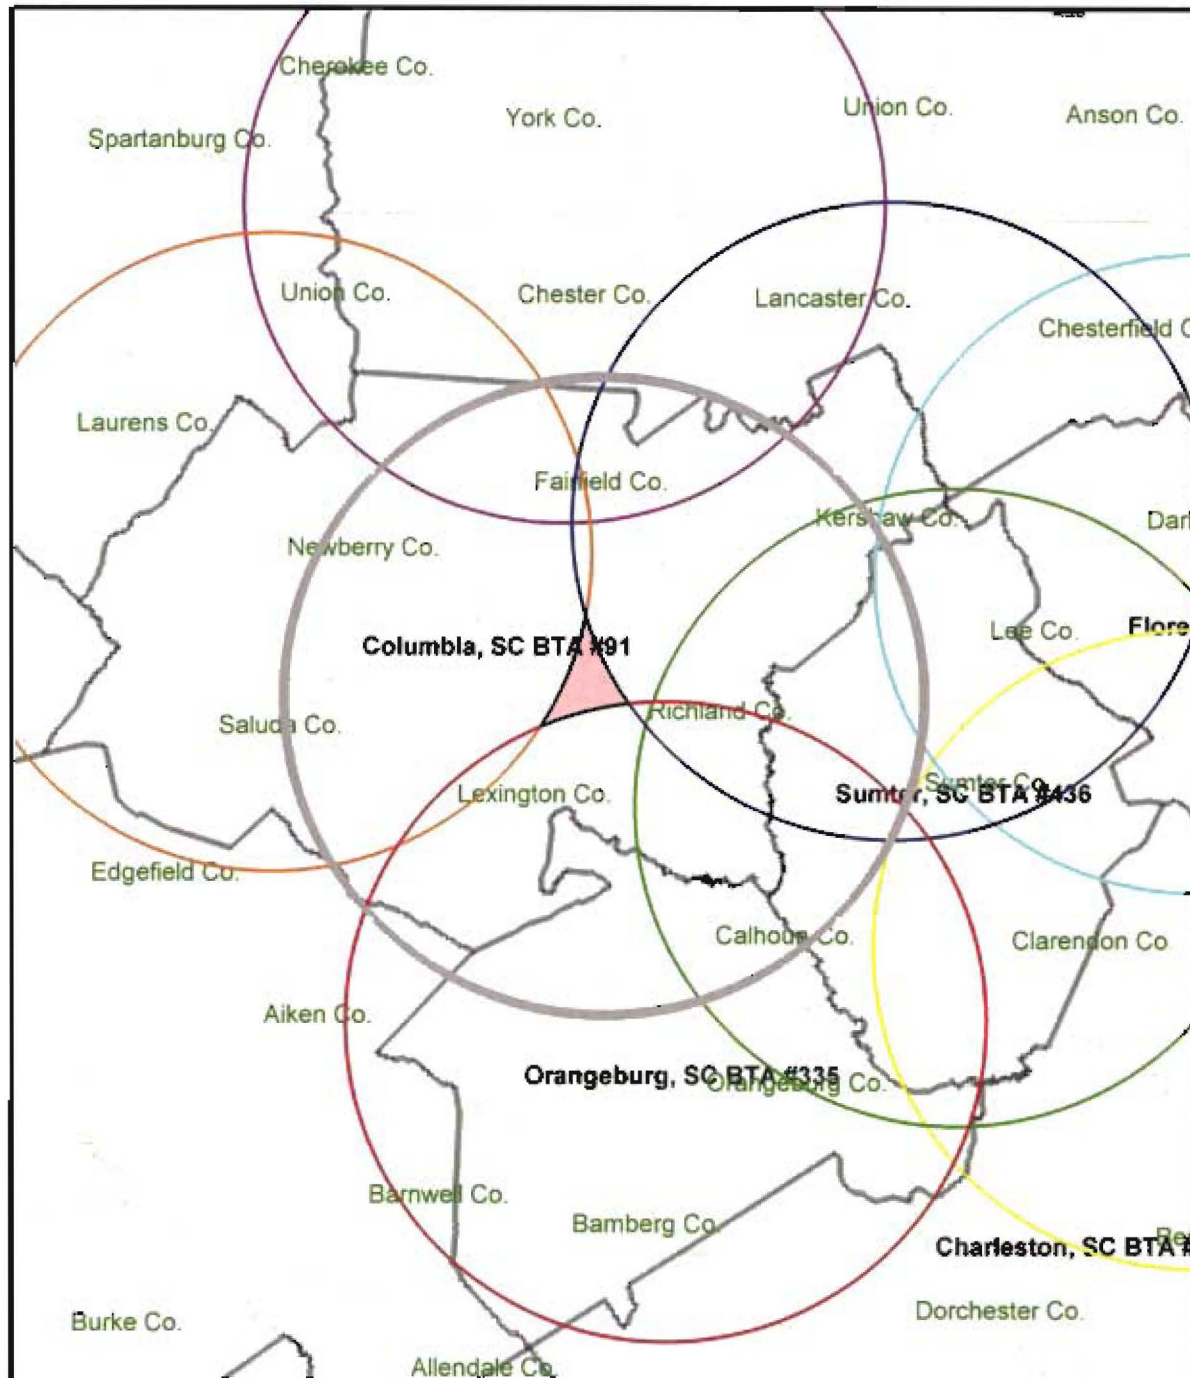 Cherokee Co.
York Co.
Union Co.
Anson Co.
Spartanburg Co.
Union Co.
Chester Co.
Lancaster Co.
Chesterfield C
Laurens Co.
Fairfield Co.
Kershaw Co.
Darl
Newberry Co.
Lee Co.
Flore
Columbia, SC BTA #91
Saluda Co.
Richland Co.
Sumter Co.
Lexington Co.
Sumter, SC BTA #436
Edgefield Co.
Calhoun Co.
Clarendon Co
Aiken Co.
Orangeburg, SC BTA #335
Orangeburg Co.
Barnwell Co.
Bamberg Co.
Charleston, SC BTA #
Dorchester Co.
Burke Co.
Allendale Co.